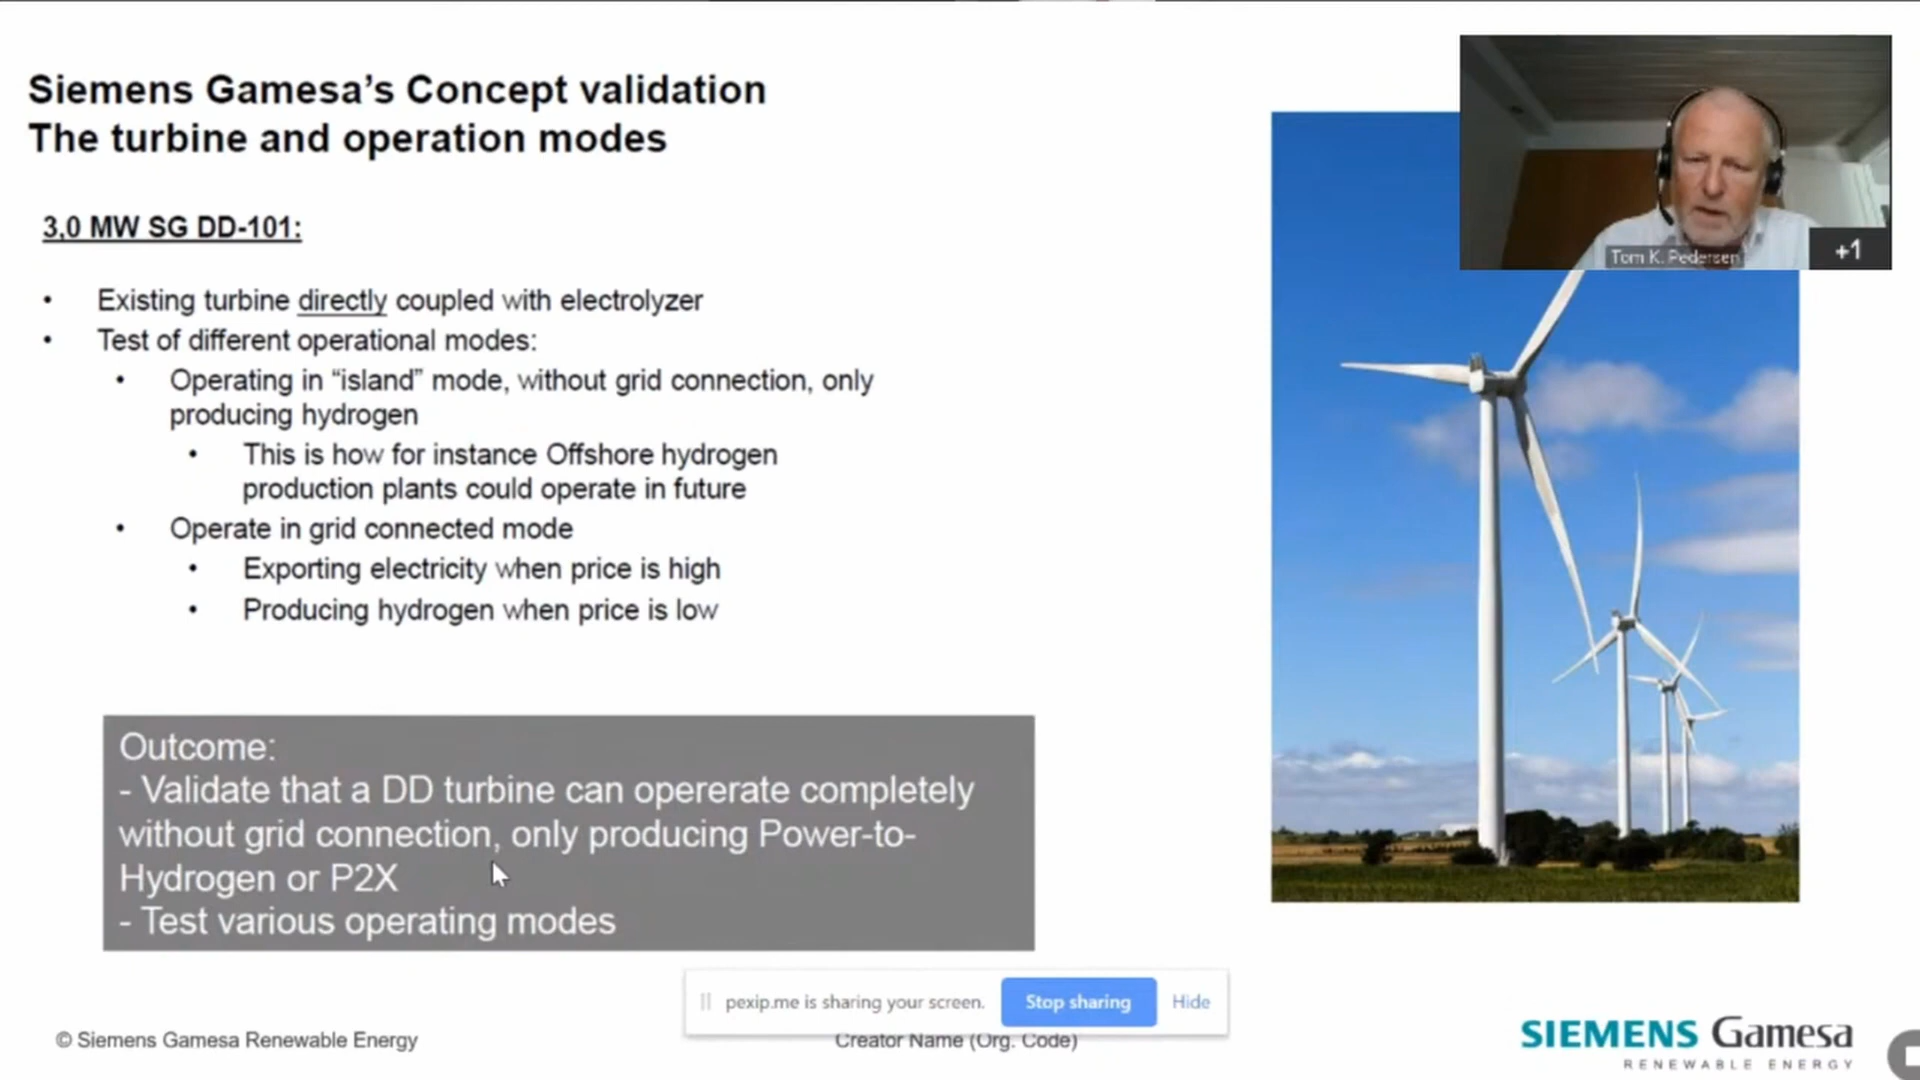 Siemens Gamesa’s Concept validation
The turbine and operation modes
3,0 MW SG DD-101:
• Existing turbine directly coupled with electrolyzer
• Test of different operational modes:
• Operating in “island” mode, without grid connection, only
producing hydrogen
• This is how for instance Offshore hydrogen
production plants could operate in future
• Operate in grid connected mode
• Exporting electricity when price is high
• Producing hydrogen when price is low
Outcome:
- Validate that a DD turbine can opererate completely
without grid connection, only producing Power-to-
Hydrogen or P2X
- Test various operating modes
Tom K. Pedersen
+1
pexip.me is sharing your screen.
Stop sharing
Hide
© Siemens Gamesa Renewable Energy
Creator Name (Org. Code)
SIEMENS Gamesa
RENEWABLE ENERGY